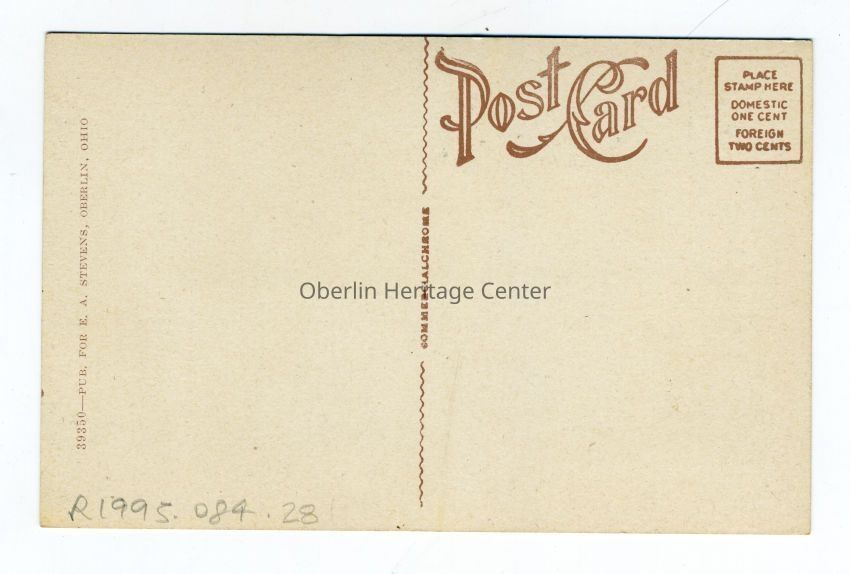 Post Card
PLACE
STAMP HERE
DOMESTIC
ONE CENT
FOREIGN
TWO CENTS
39350—PUB. FOR E. A. STEVENS, OBERLIN, OHIO
COMMERCIALCHROME
Oberlin Heritage Center
R1995.084.28